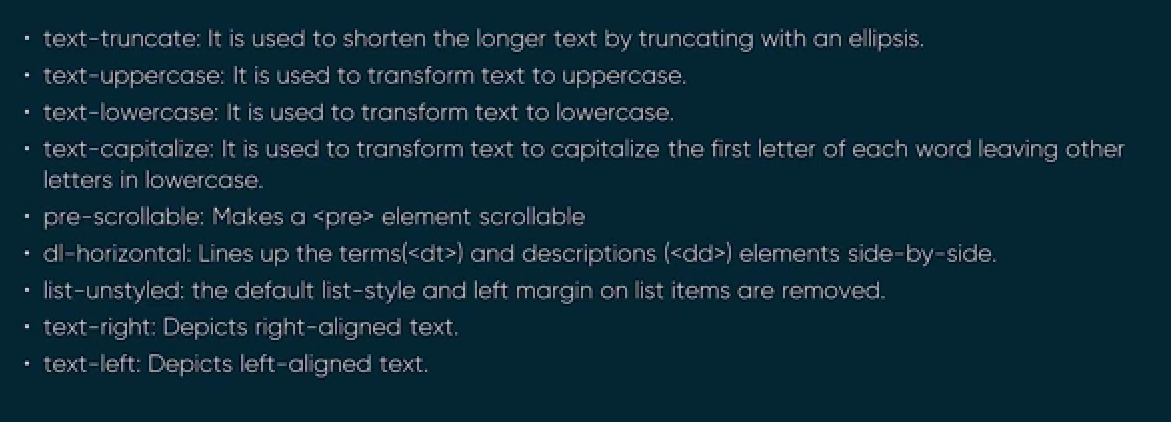 • text-truncate: It is used to shorten the longer text by truncating with an ellipsis.
• text-uppercase: It is used to transform text to uppercase.
• text-lowercase: It is used to transform text to lowercase.
• text-capitalize: It is used to transform text to capitalize the first letter of each word leaving other
letters in lowercase.
• pre-scrollable: Makes a <pre> element scrollable
• dl-horizontal: Lines up the terms(<dt>) and descriptions (<dd>) elements side-by-side.
• list-unstyled: the default list-style and left margin on list items are removed.
• text-right: Depicts right-aligned text.
• text-left: Depicts left-aligned text.